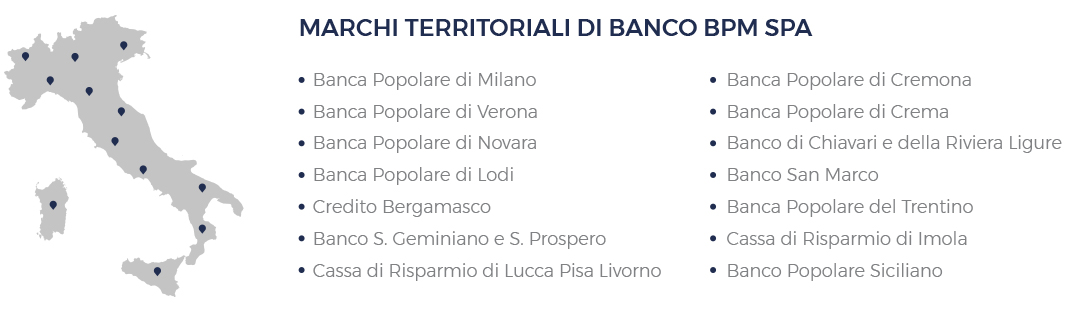 MARCHI TERRITORIALI DI BANCO BPM SPA
• Banca Popolare di Milano
• Banca Popolare di Verona
• Banca Popolare di Novara
• Banca Popolare di Lodi
• Credito Bergamasco
• Banco S. Geminiano e S. Prospero
• Cassa di Risparmio di Lucca Pisa Livorno
• Banca Popolare di Cremona
• Banca Popolare di Crema
• Banco di Chiavari e della Riviera Ligure
• Banco San Marco
• Banca Popolare del Trentino
• Cassa di Risparmio di Imola
• Banco Popolare Siciliano